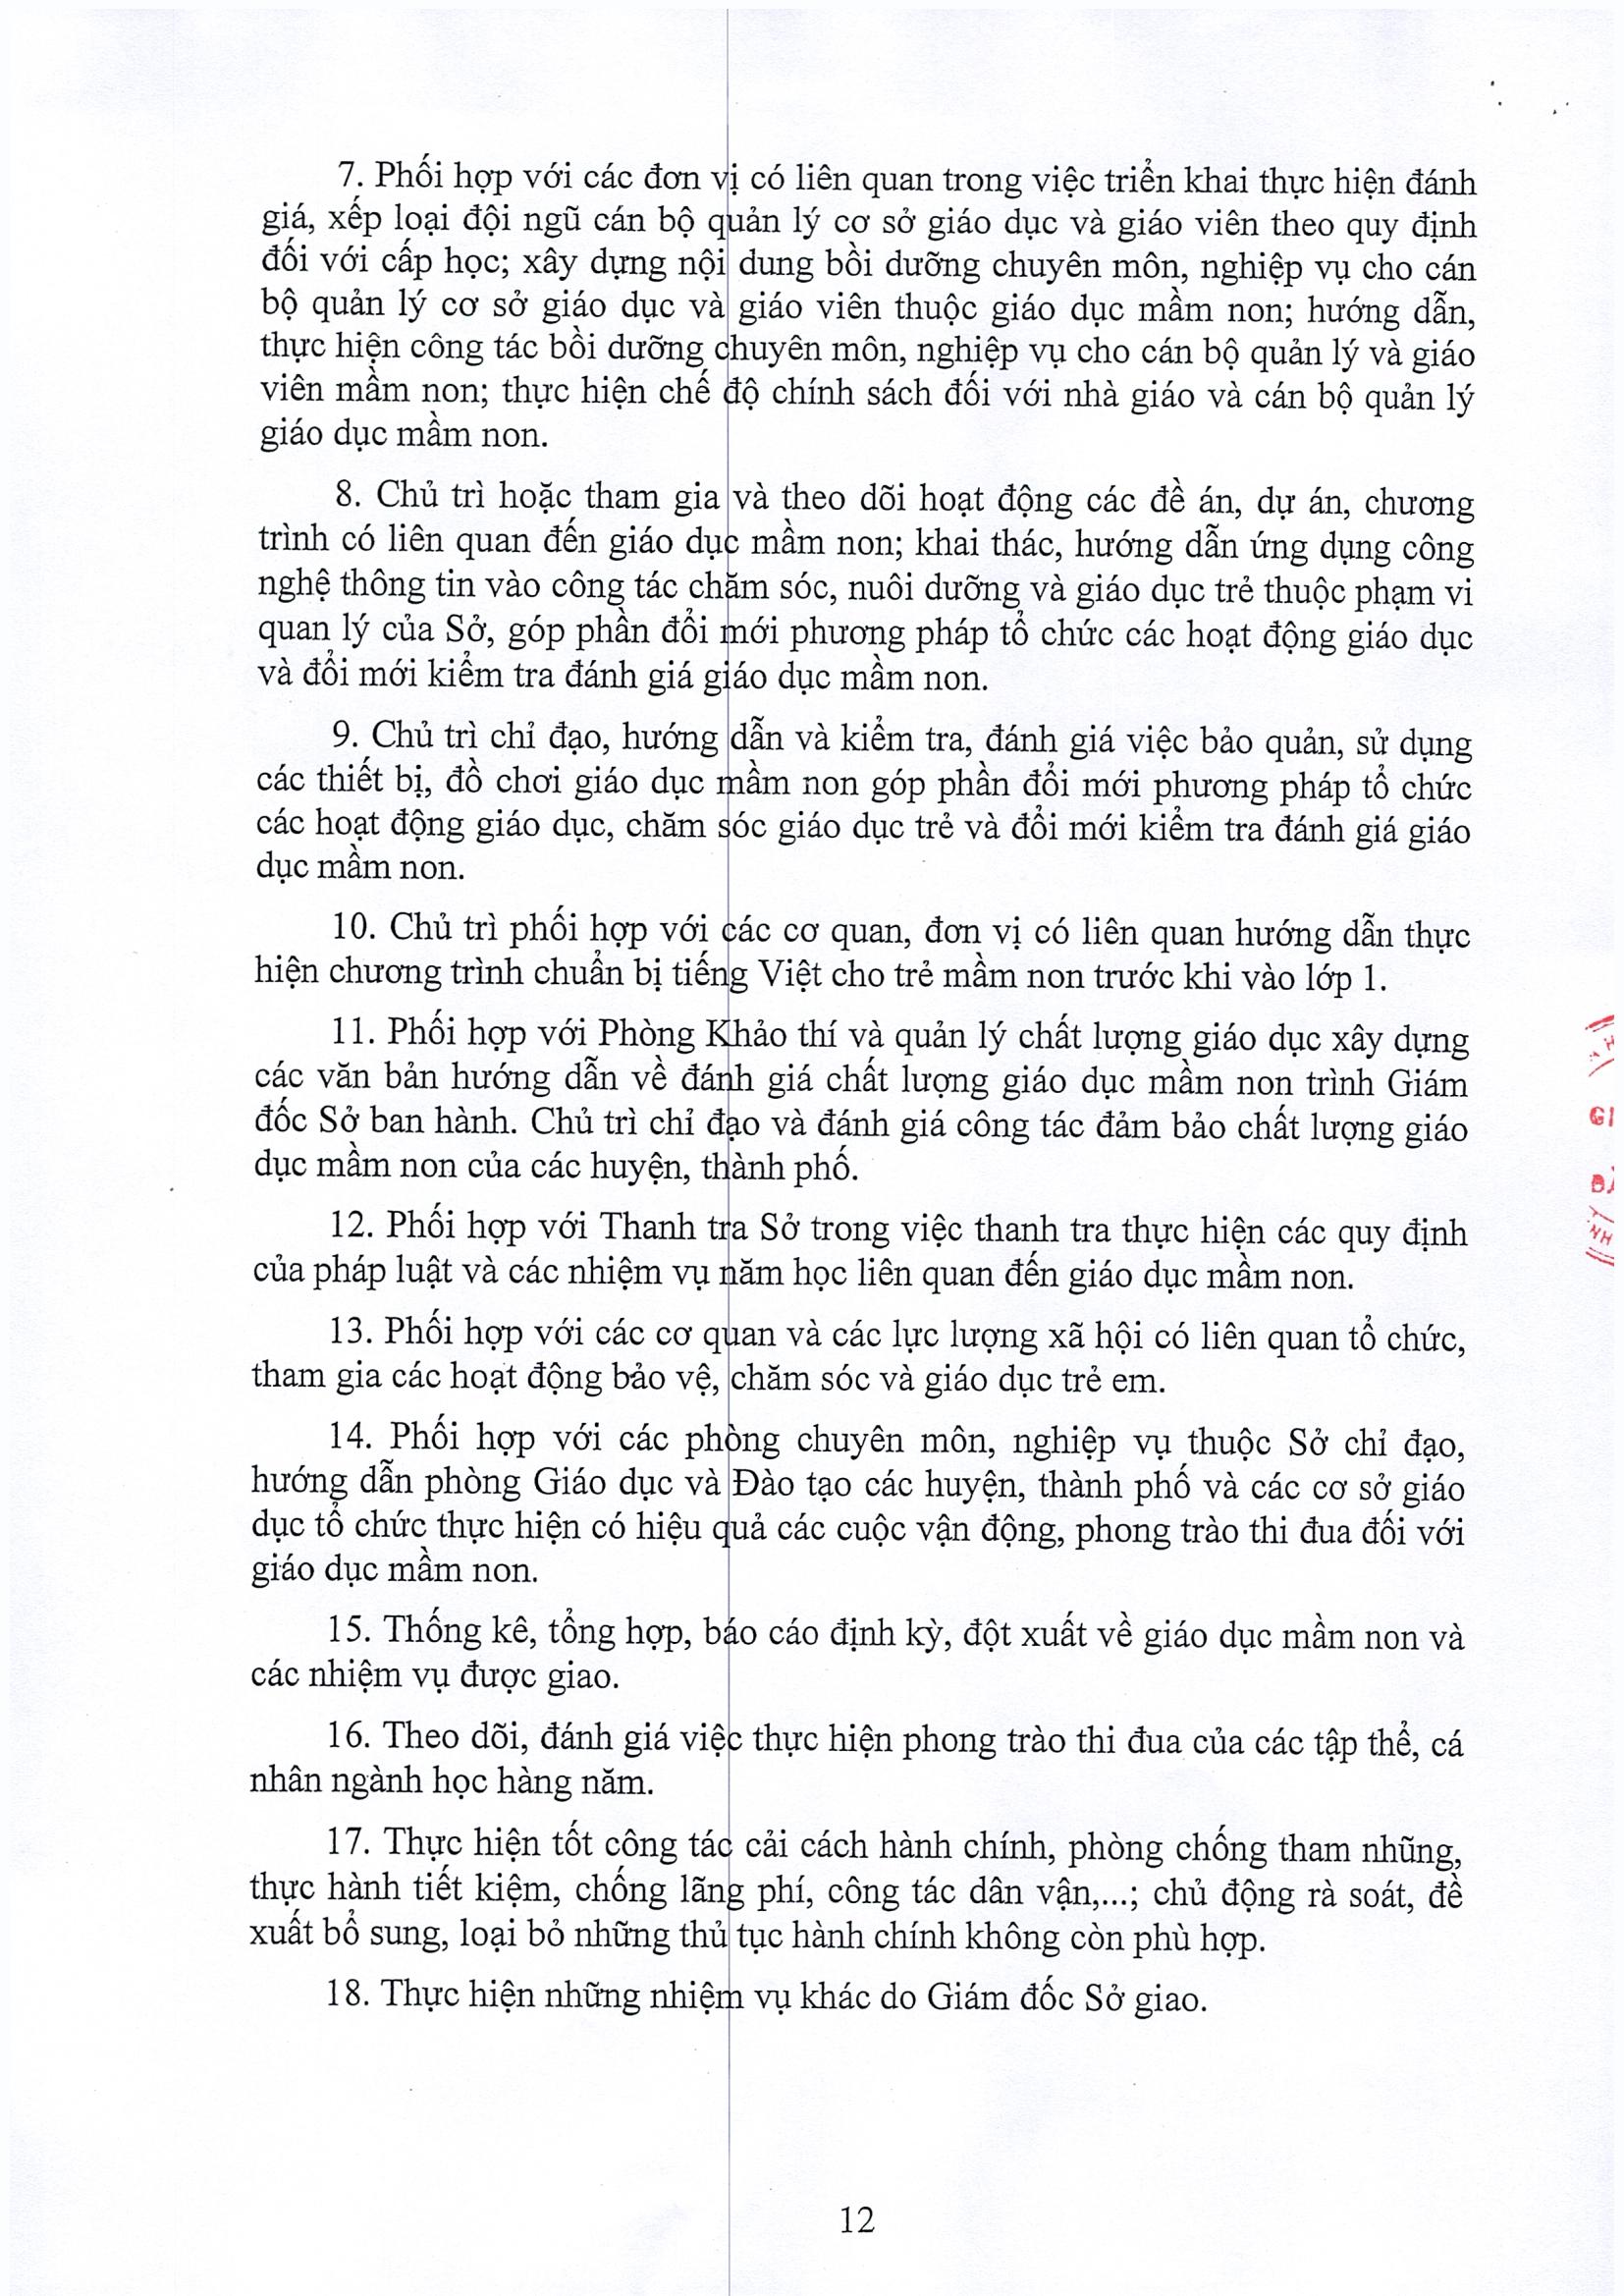 7. Phối hợp với các đơn vị có liên quan trong việc triển khai thực hiện đánh
giá, xếp loại đội ngũ cán bộ quản lý cơ sở giáo dục và giáo viên theo quy định
đối với cấp học; xây dựng nội dung bồi dưỡng chuyên môn, nghiệp vụ cho cán
bộ quản lý cơ sở giáo dục và giáo viên thuộc giáo dục mầm non; hướng dẫn,
thực hiện công tác bồi dưỡng chuyên môn, nghiệp vụ cho cán bộ quản lý và giáo
viên mầm non; thực hiện chế độ chính sách đối với nhà giáo và cán bộ quản lý
giáo dục mầm non.
8. Chủ trì hoặc tham gia và theo dõi hoạt động các đề án, dự án, chương
trình có liên quan đến giáo dục mầm non; khai thác, hướng dẫn ứng dụng công
nghệ thông tin vào công tác chăm sóc, nuôi dưỡng và giáo dục trẻ thuộc phạm vi
quan lý của Sở, góp phần đổi mới phương pháp tổ chức các hoạt động giáo dục
và đổi mới kiểm tra đánh giá giáo dục mầm non.
9. Chủ trì chỉ đạo, hướng dẫn và kiểm tra, đánh giá việc bảo quản, sử dụng
các thiết bị, đồ chơi giáo dục mầm non góp phần đổi mới phương pháp tổ chức
các hoạt động giáo dục, chăm sóc giáo dục trẻ và đổi mới kiểm tra đánh giá giáo
dục mầm non.
10. Chủ trì phối hợp với các cơ quan, đơn vị có liên quan hướng dẫn thực
hiện chương trình chuẩn bị tiếng Việt cho trẻ mầm non trước khi vào lớp 1.
11. Phối hợp với Phòng Khảo thí và quản lý chất lượng giáo dục xây dựng
các văn bản hướng dẫn về đánh giá chất lượng giáo dục mầm non trình Giám
đốc Sở ban hành. Chủ trì chỉ đạo và đánh giá công tác đảm bảo chất lượng giáo
dục mầm non của các huyện, thành phố.
12. Phối hợp với Thanh tra Sở trong việc thanh tra thực hiện các quy định
của pháp luật và các nhiệm vụ năm học liên quan đến giáo dục mầm non.
13. Phối hợp với các cơ quan và các lực lượng xã hội có liên quan tổ chức,
tham gia các hoạt động bảo vệ, chăm sóc và giáo dục trẻ em.
14. Phối hợp với các phòng chuyên môn, nghiệp vụ thuộc Sở chỉ đạo,
hướng dẫn phòng Giáo dục và Đào tạo các huyện, thành phố và các cơ sở giáo
dục tổ chức thực hiện có hiệu quả các cuộc vận động, phong trào thi đua đối với
giáo dục mầm non.
15. Thống kê, tổng hợp, báo cáo định kỳ, đột xuất về giáo dục mầm non và
các nhiệm vụ được giao.
16. Theo dõi, đánh giá việc thực hiện phong trào thi đua của các tập thể, cá
nhân ngành học hàng năm.
17. Thực hiện tốt công tác cải cách hành chính, phòng chống tham nhũng,
thực hành tiết kiệm, chống lãng phí, công tác dân vận,...; chủ động rà soát, đề
xuất bổ sung, loại bỏ những thủ tục hành chính không còn phù hợp.
18. Thực hiện những nhiệm vụ khác do Giám đốc Sở giao.
12